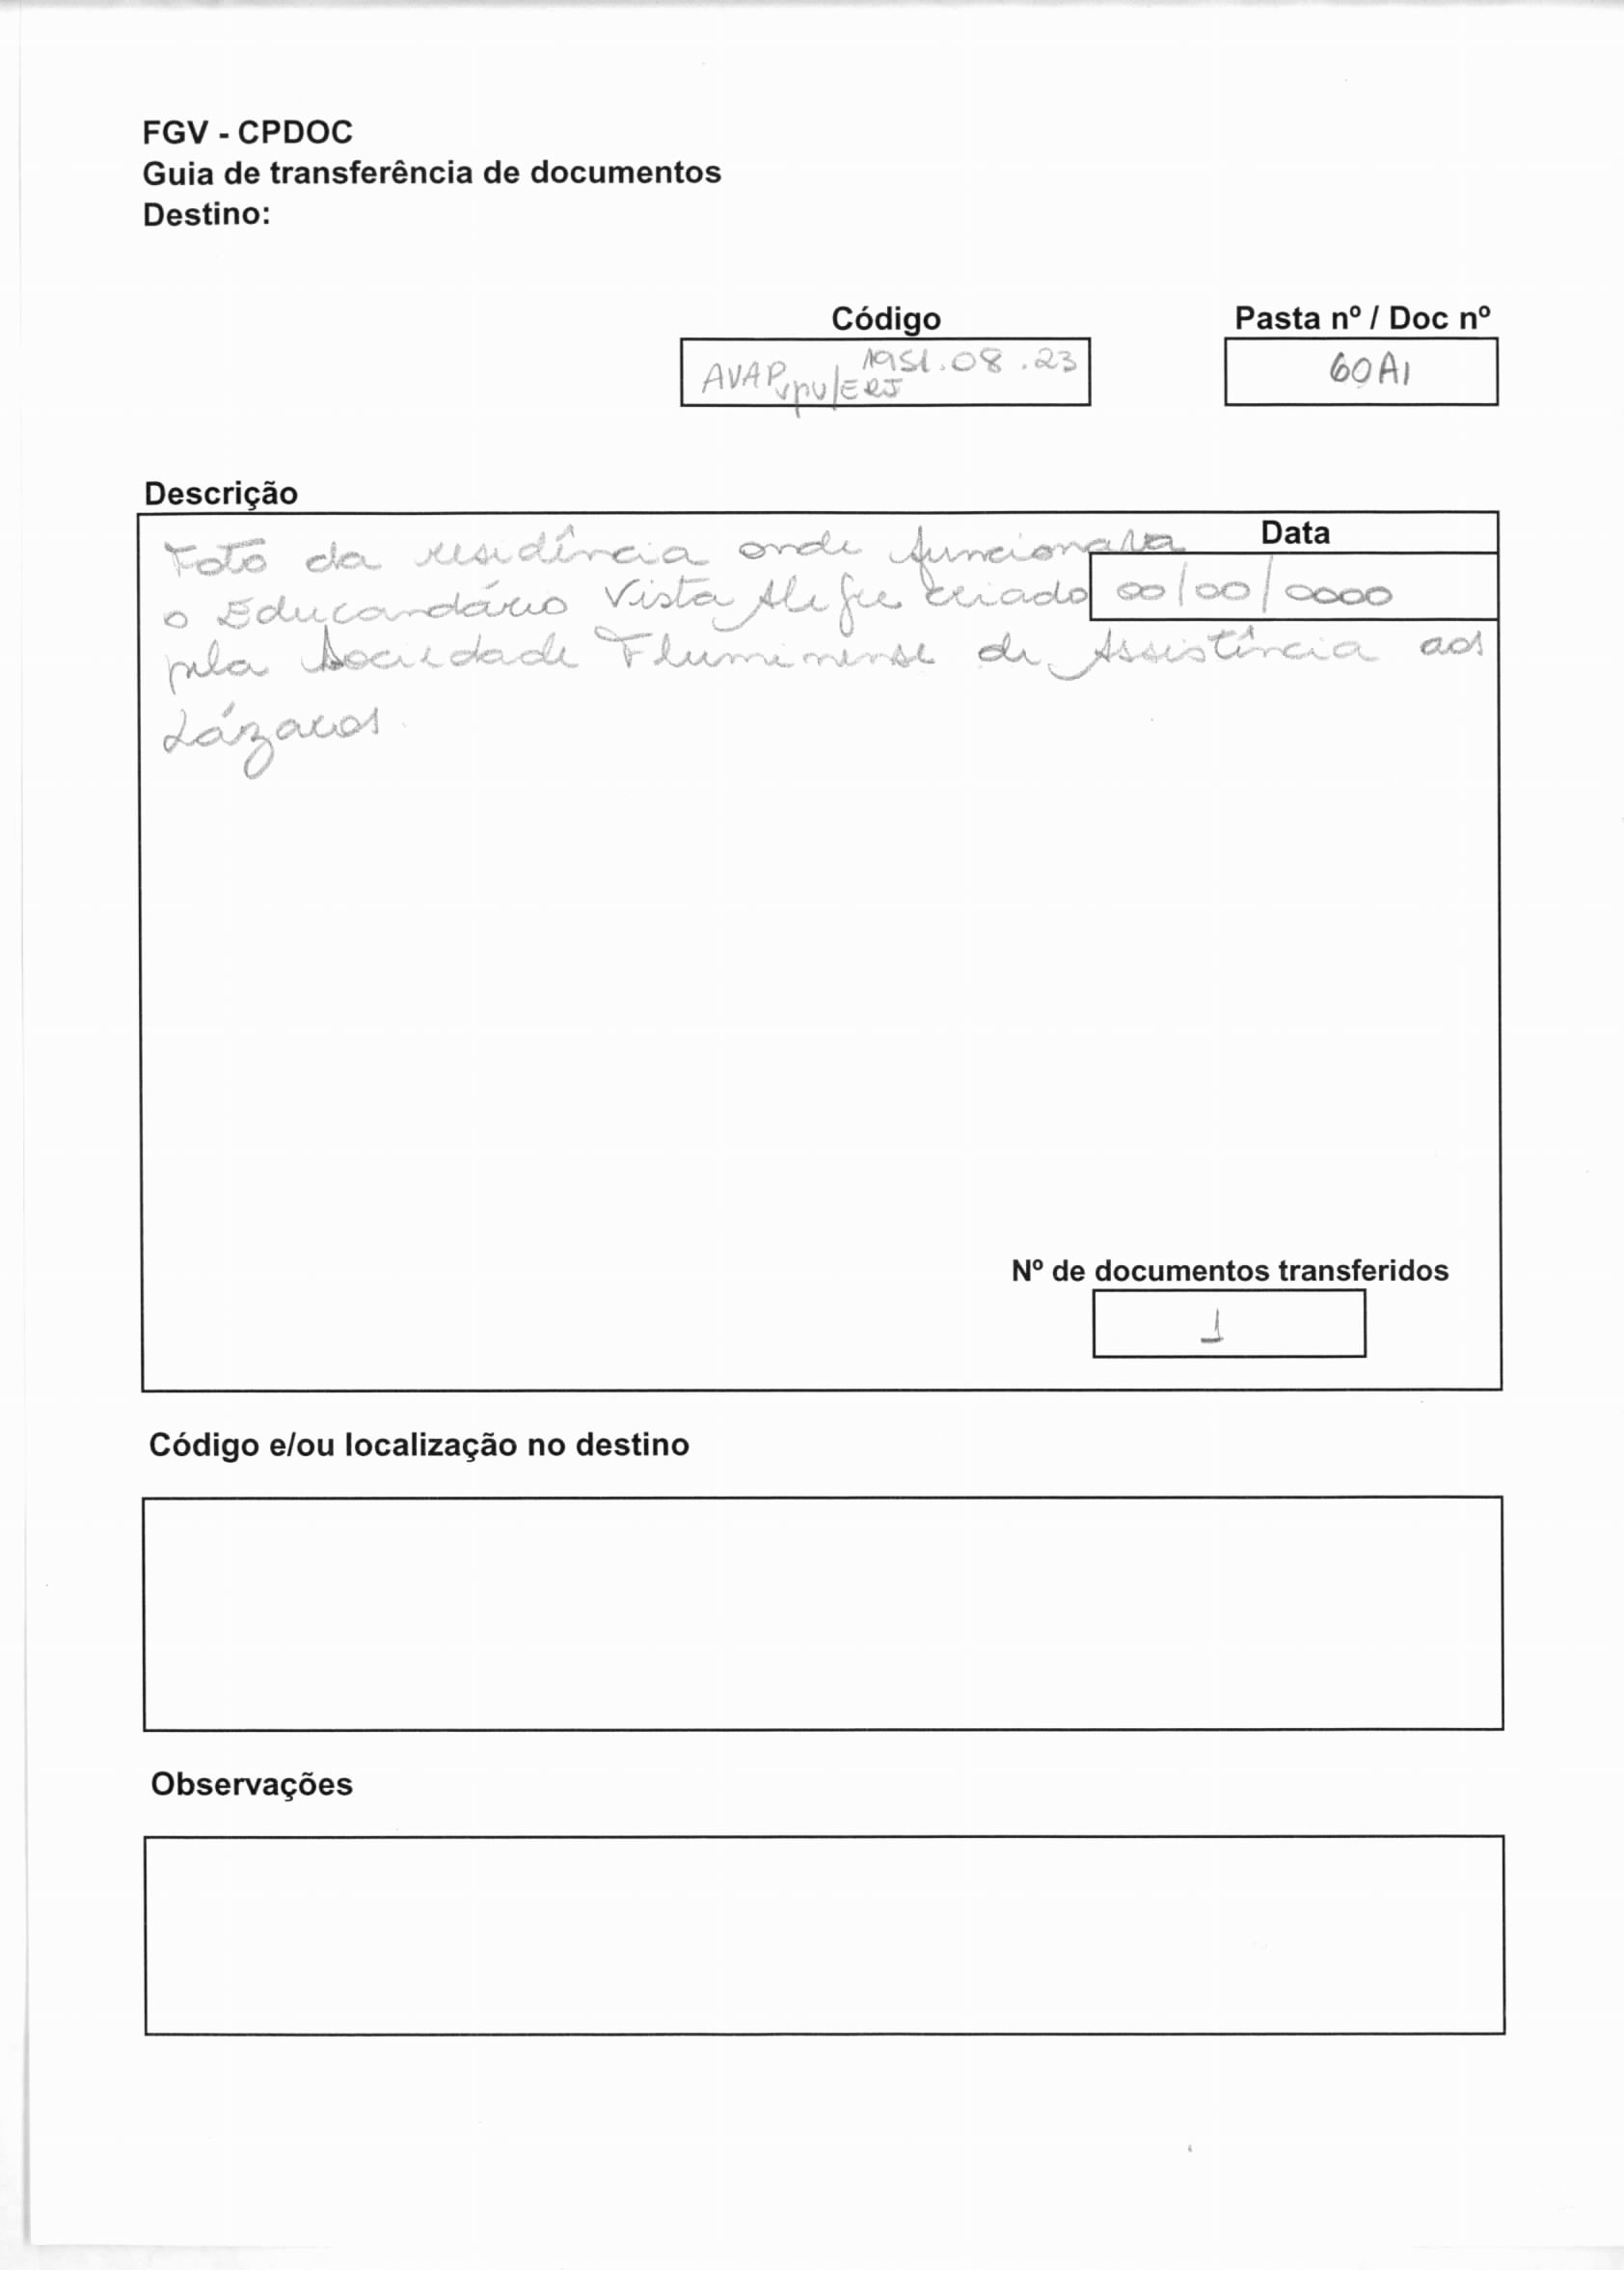 FGV - CPDOC
Guia de transferência de documentos
Destino:
Código
Pasta nº / Doc nº
AVAP vpu/ERJ 1951.08.23
60A1
Descrição
Data
Foto da residência onde funcionava
o Educandário Vista Alegre criado
00/00/0000
pela Sociedade Fluminense de Assistência aos
Lázaros
Nº de documentos transferidos
1
Código e/ou localização no destino
Observações